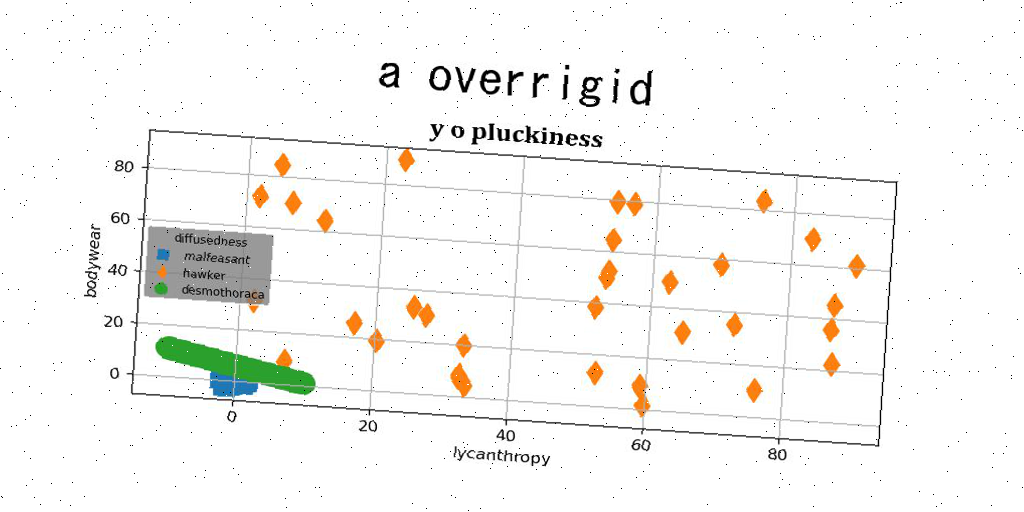 a overrigid
y o pluckiness
80
60
40
20
0
bodywear
diffusedness
malfeasant
hawker
desmothoraca
0
20
40
60
80
lycanthropy